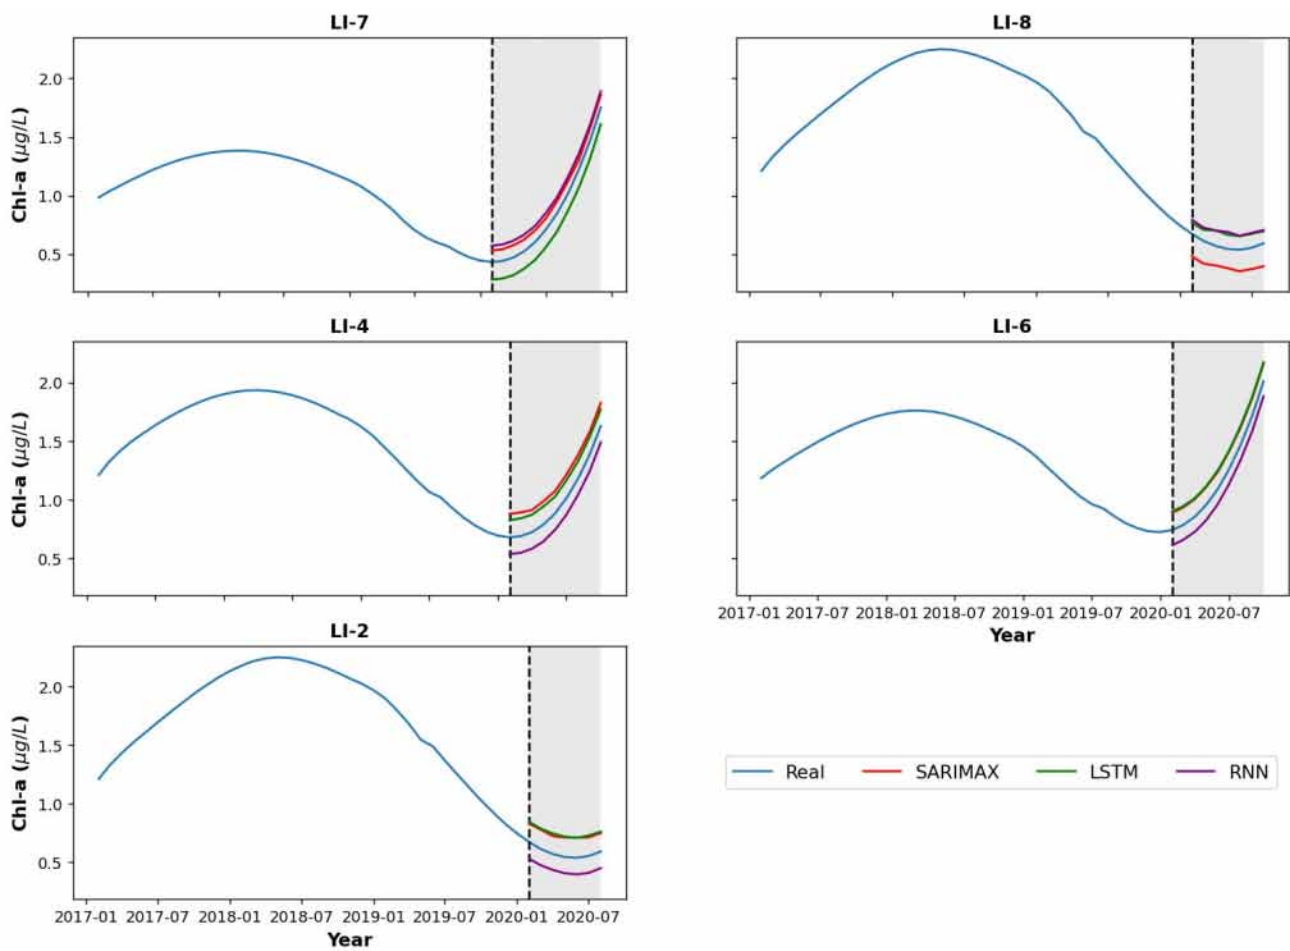 LI-7
Chl-a (μg/L)
2.0
1.5
1.0
0.5
LI-8
LI-4
Chl-a (μg/L)
2.0
1.5
1.0
0.5
LI-6
2017-01 2017-07 2018-01 2018-07 2019-01 2019-07 2020-01 2020-07
Year
LI-2
Chl-a (μg/L)
2.0
1.5
1.0
0.5
2017-01 2017-07 2018-01 2018-07 2019-01 2019-07 2020-01 2020-07
Year
Real SARIMAX LSTM RNN